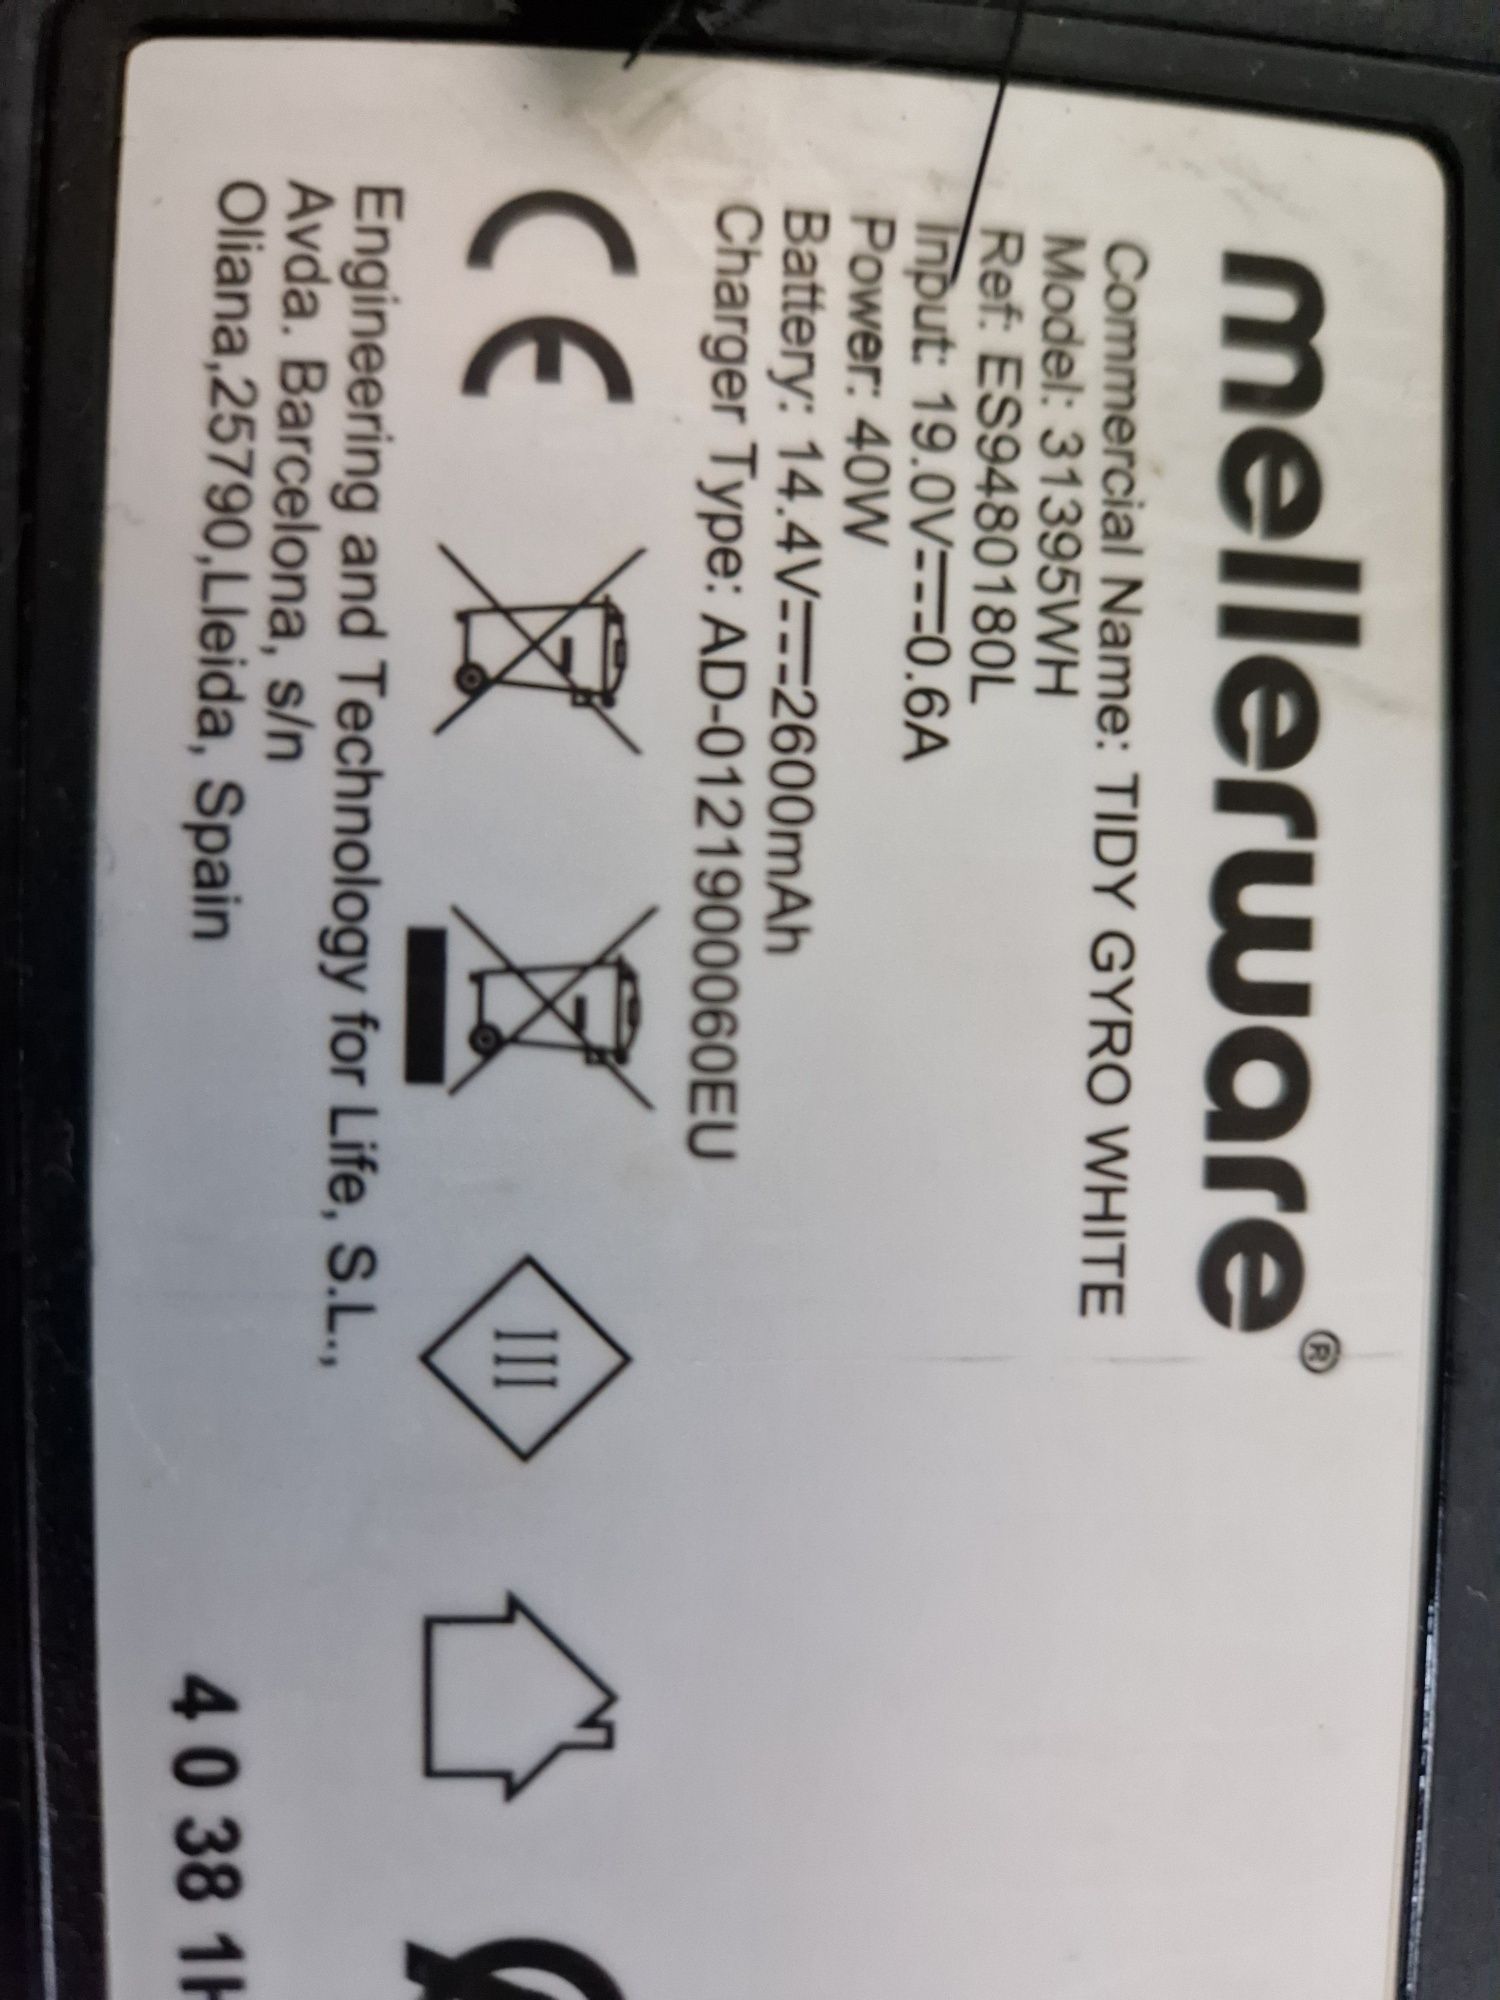 mellerware®
Commercial Name: TIDY GYRO WHITE
Model: 31395WH
Ref: ES9480180L
Input: 19.0V⎓0.6A
Power: 40W
Battery: 14.4V⎓2600mAh
Charger Type: AD-0121900060EU
CE
III
Engineering and Technology for Life, S.L.,
Avda. Barcelona, s/n
Oliana,25790,Lleida, Spain
4 0 38 1